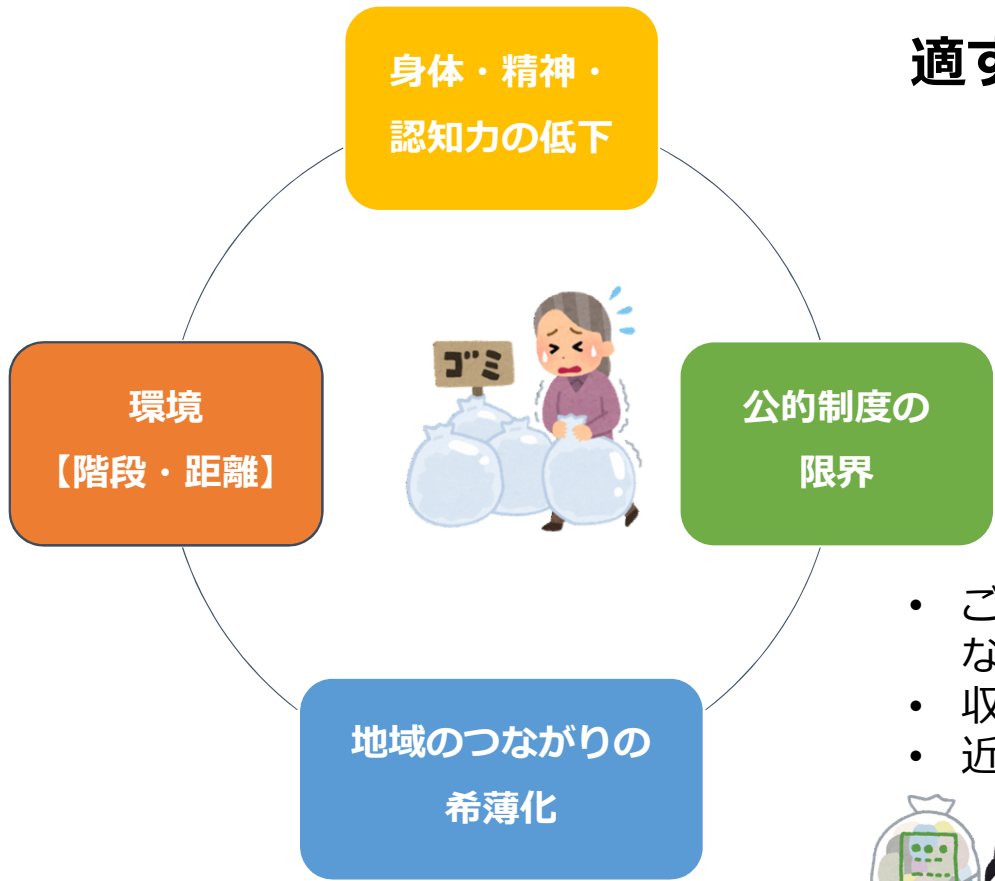 適す
身体・精神・
認知力の低下
ゴミ
環境
【階段・距離】
公的制度の
限界
地域のつながりの
希薄化
• ご
な
• 収
• 近